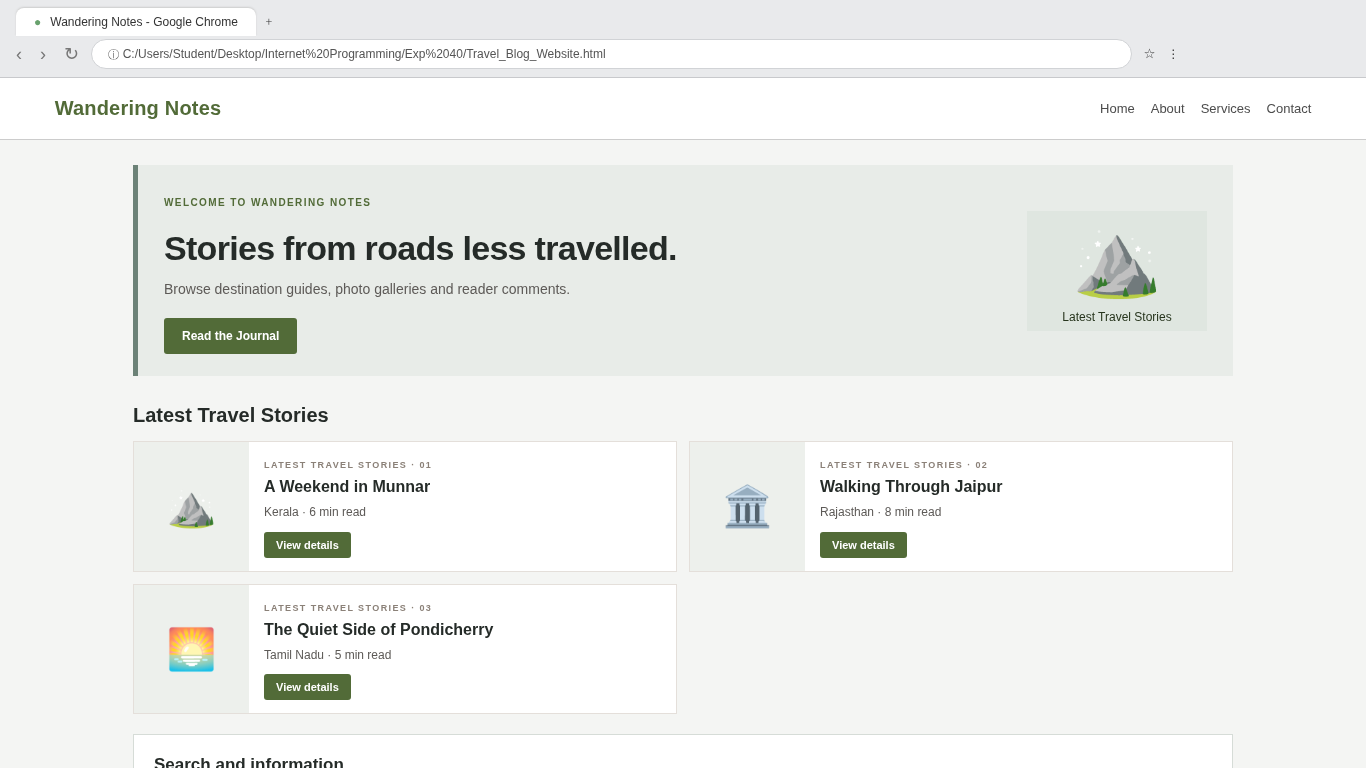 Wandering Notes - Google Chrome
+
C:/Users/Student/Desktop/Internet%20Programming/Exp%2040/Travel_Blog_Website.html
Wandering Notes
Home About Services Contact
WELCOME TO WANDERING NOTES
Stories from roads less travelled.
Browse destination guides, photo galleries and reader comments.
Read the Journal
Latest Travel Stories
Latest Travel Stories
LATEST TRAVEL STORIES · 01
A Weekend in Munnar
Kerala · 6 min read
View details
LATEST TRAVEL STORIES · 02
Walking Through Jaipur
Rajasthan · 8 min read
View details
LATEST TRAVEL STORIES · 03
The Quiet Side of Pondicherry
Tamil Nadu · 5 min read
View details
Search and information